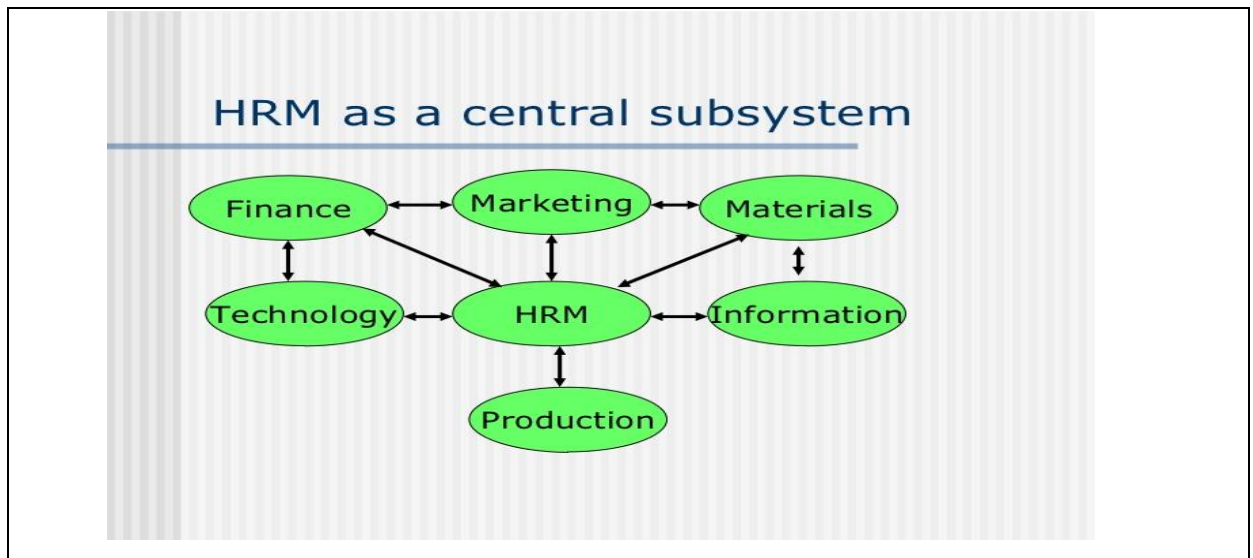 HRM as a central subsystem
Finance
Marketing
Materials
Technology
HRM
Information
Production